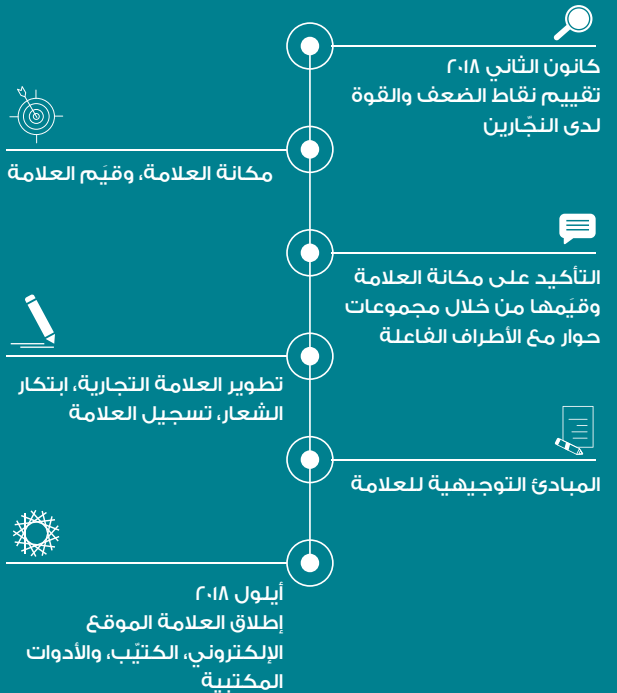 كانون الثاني ٢٠١٨
تقييم نقاط الضعف والقوة
لدى النجّارين
مكانة العلامة، وقيَم العلامة
التأكيد على مكانة العلامة
وقيَمها من خلال مجموعات
حوار مع الأطراف الفاعلة
تطوير العلامة التجارية، ابتكار
الشعار، تسجيل العلامة
المبادئ التوجيهية للعلامة
أيلول ٢٠١٨
إطلاق العلامة الموقع
الإلكتروني، الكتيّب، والأدوات
المكتبية